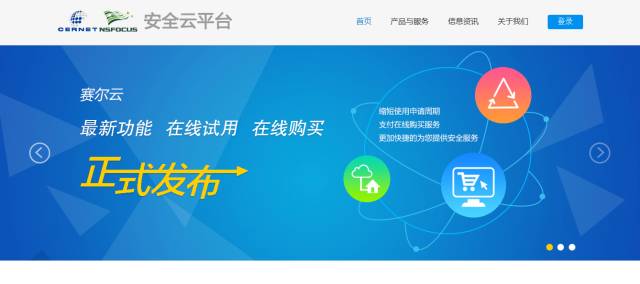 CERNET NSFOCUS 安全云平台
首页 产品与服务 信息资讯 关于我们 登录
赛尔云
最新功能 在线试用 在线购买
正式发布
缩短使用申请周期
支付在线购买服务
更加快捷的为您提供安全服务